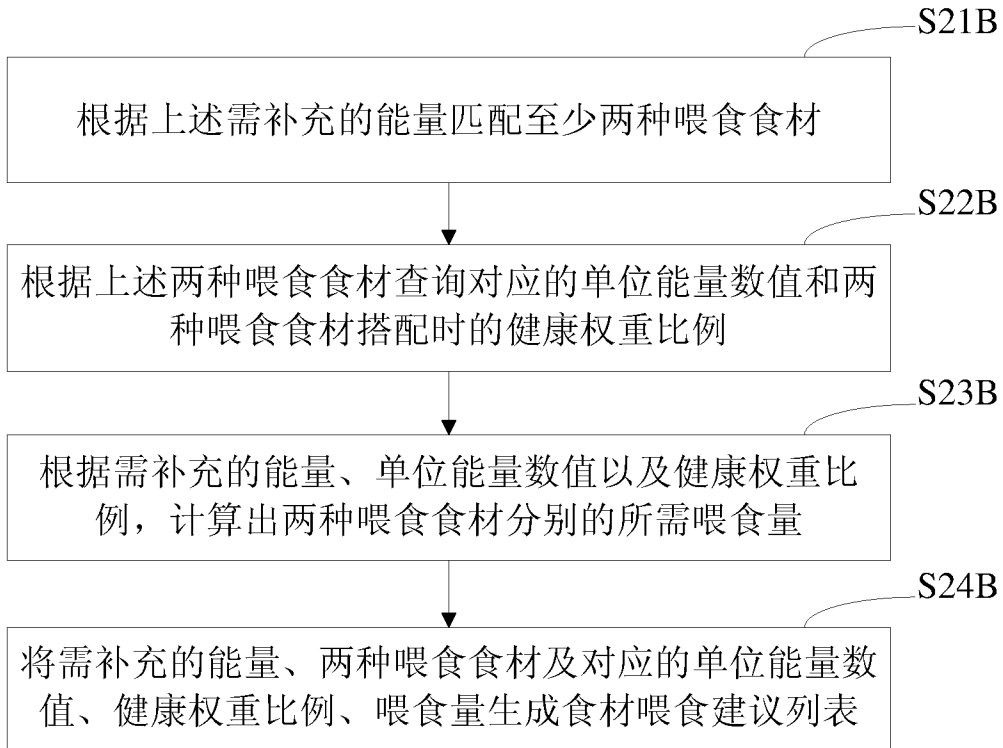 S21B
根据上述需补充的能量匹配至少两种喂食食材
S22B
根据上述两种喂食食材查询对应的单位能量数值和两
种喂食食材搭配时的健康权重比例
S23B
根据需补充的能量、单位能量数值以及健康权重比
例，计算出两种喂食食材分别的所需喂食量
S24B
将需补充的能量、两种喂食食材及对应的单位能量数
值、健康权重比例、喂食量生成食材喂食建议列表